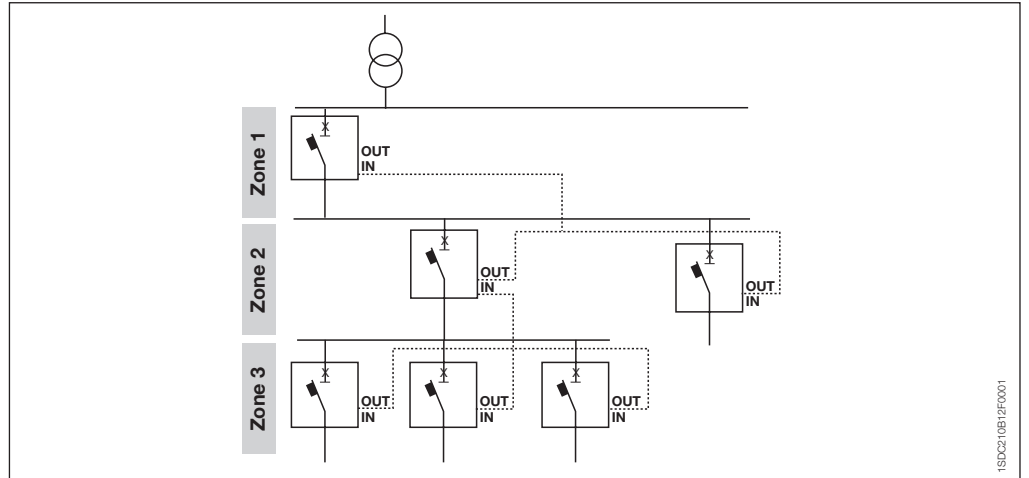 Zone 1
OUT
IN
Zone 2
OUT
IN
OUT
IN
Zone 3
OUT
IN
OUT
IN
OUT
IN
1SDC210B12F0001